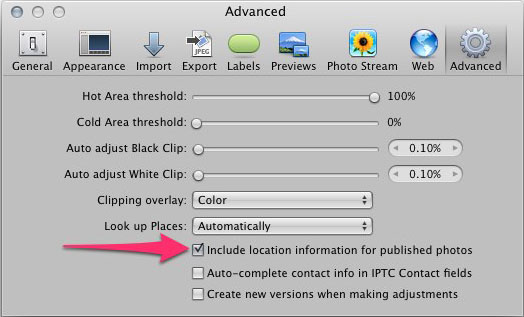 Advanced
General Appearance Import Export Labels Previews Photo Stream Web Advanced
JPEG
Hot Area threshold: 100%
Cold Area threshold: 0%
Auto adjust Black Clip: 0.10%
Auto adjust White Clip: 0.10%
Clipping overlay: Color
Look up Places: Automatically
Include location information for published photos
Auto-complete contact info in IPTC Contact fields
Create new versions when making adjustments